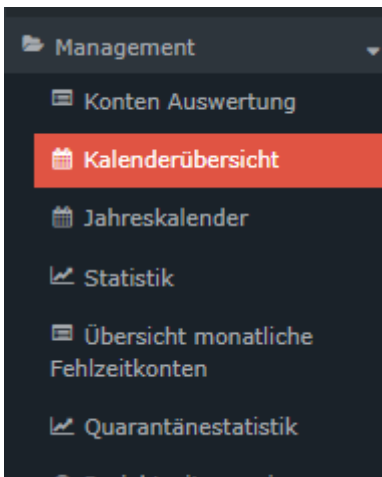 Management
Konten Auswertung
Kalenderübersicht
Jahreskalender
Statistik
Übersicht monatliche
Fehlzeitkonten
Quarantänestatistik